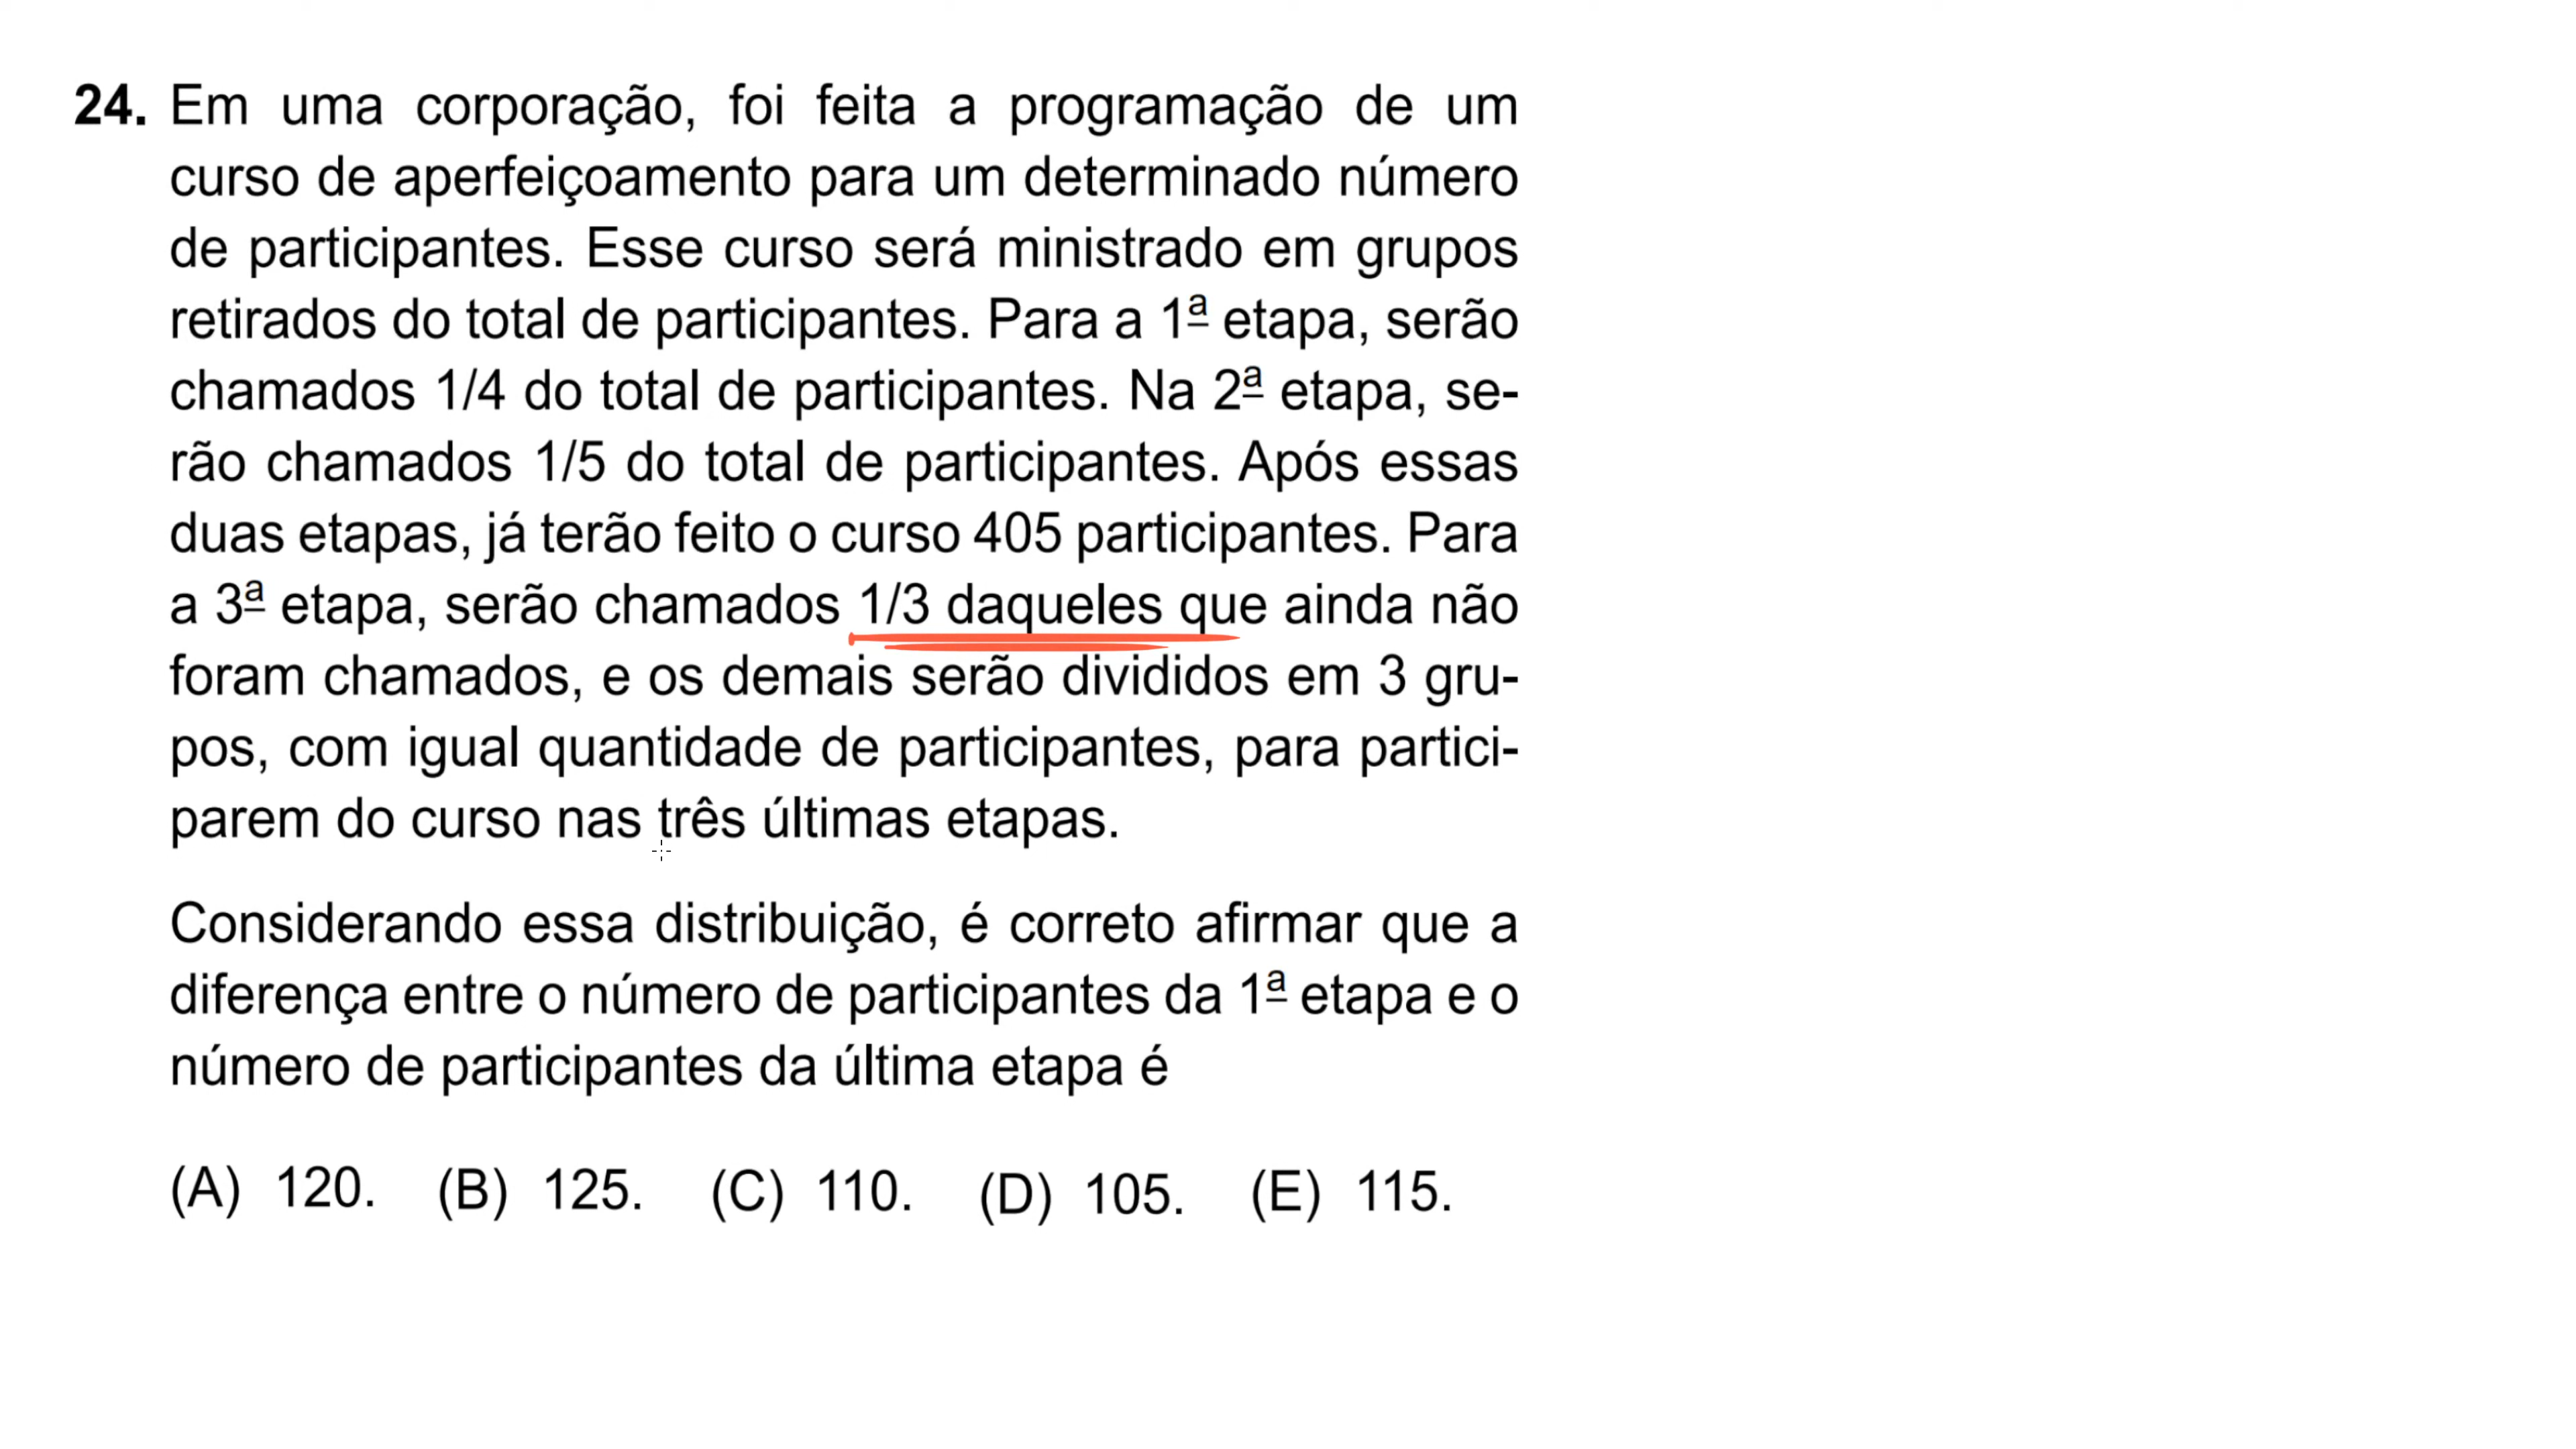 24. Em uma corporação, foi feita a programação de um
curso de aperfeiçoamento para um determinado número
de participantes. Esse curso será ministrado em grupos
retirados do total de participantes. Para a 1ª etapa, serão
chamados 1/4 do total de participantes. Na 2ª etapa, se-
rão chamados 1/5 do total de participantes. Após essas
duas etapas, já terão feito o curso 405 participantes. Para
a 3ª etapa, serão chamados 1/3 daqueles que ainda não
foram chamados, e os demais serão divididos em 3 gru-
pos, com igual quantidade de participantes, para partici-
parem do curso nas três últimas etapas.
Considerando essa distribuição, é correto afirmar que a
diferença entre o número de participantes da 1ª etapa e o
número de participantes da última etapa é
(A) 120. (B) 125. (C) 110. (D) 105. (E) 115.